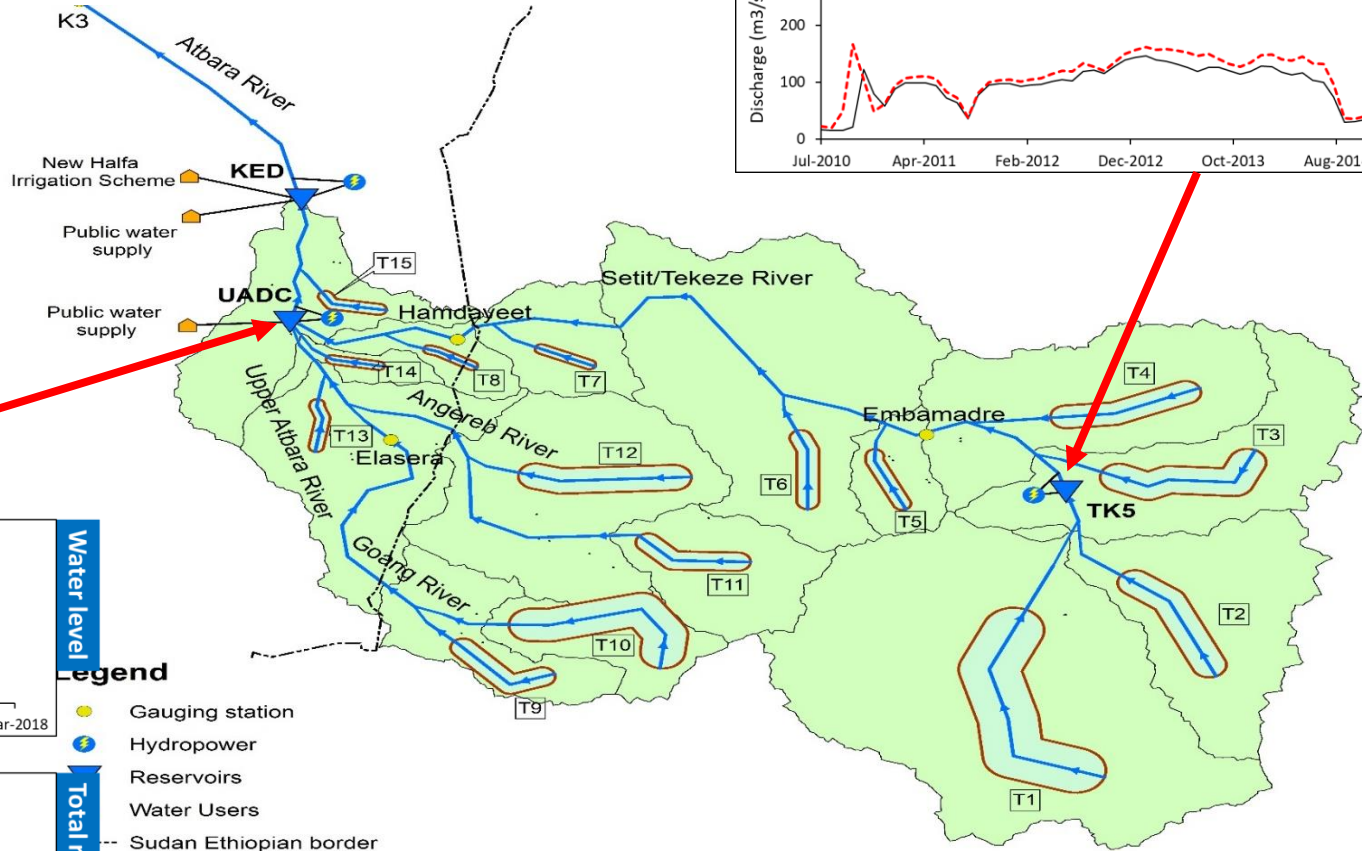 K3
Atbara River
Discharge (m3/s
200
100
0
Jul-2010
Apr-2011
Feb-2012
Dec-2012
Oct-2013
New Halfa
Irrigation Scheme
KED
Public water
supply
T15
Setit/Tekeze River
UADC
Public water
supply
Hamdayeet
T14
T8
T7
T4
Embamadre
T3
Upper Atbara River
Angereb River
T13
Elasera
T12
T6
T5
TK5
Goang River
T11
T10
T2
T9
T1
Water level
ar-2018
Legend
Gauging station
Hydropower
Reservoirs
Water Users
Sudan Ethiopian border
Total